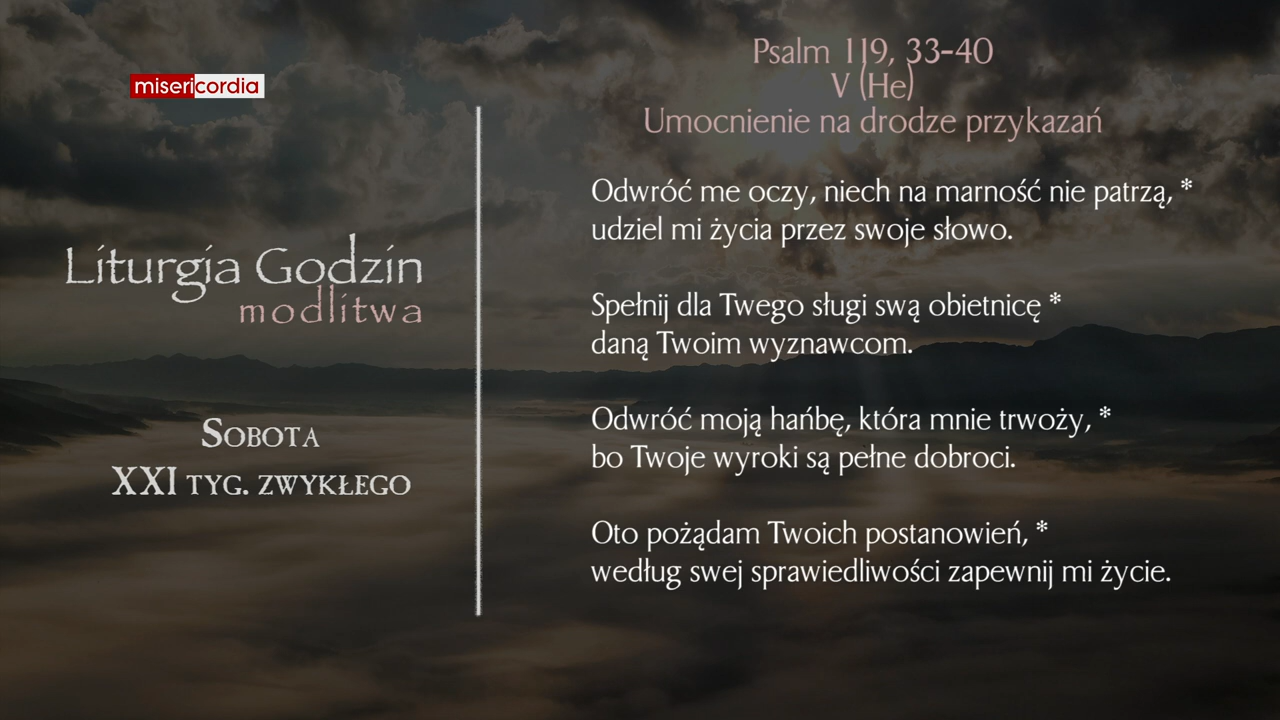 misericordia
Liturgia Godzin
modlitwa
Sobota
XXI tyg. zwykłego
Psalm 119, 33-40
V (He)
Umocnienie na drodze przykazań
Odwróć me oczy, niech na marność nie patrzą, *
udziel mi życia przez swoje słowo.
Spełnij dla Twego sługi swą obietnicę *
daną Twoim wyznawcom.
Odwróć moją hańbę, która mnie trwoży, *
bo Twoje wyroki są pełne dobroci.
Oto pożądam Twoich postanowień, *
według swej sprawiedliwości zapewnij mi życie.